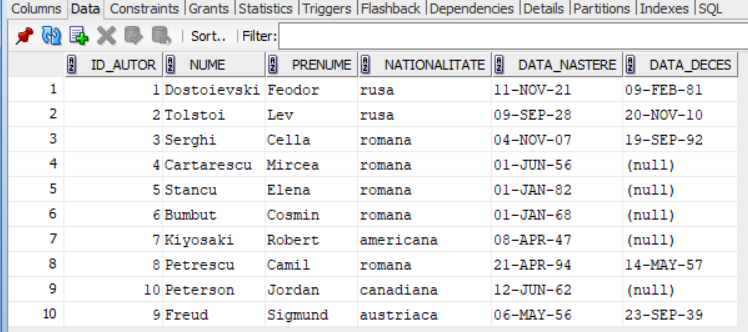 Columns Data Constraints Grants Statistics Triggers Flashback Dependencies Details Partitions Indexes SQL
Sort.. Filter:
ID_AUTOR NUME PRENUME NATIONALITATE DATA_NASTERE DATA_DECES
1 1 Dostoievski Feodor rusa 11-NOV-21 09-FEB-81
2 2 Tolstoi Lev rusa 09-SEP-28 20-NOV-10
3 3 Serghi Cella romana 04-NOV-07 19-SEP-92
4 4 Cartarescu Mircea romana 01-JUN-56 (null)
5 5 Stancu Elena romana 01-JAN-82 (null)
6 6 Bumbut Cosmin romana 01-JAN-68 (null)
7 7 Kiyosaki Robert americana 08-APR-47 (null)
8 8 Petrescu Camil romana 21-APR-94 14-MAY-57
9 10 Peterson Jordan canadiana 12-JUN-62 (null)
10 9 Freud Sigmund austriaca 06-MAY-56 23-SEP-39